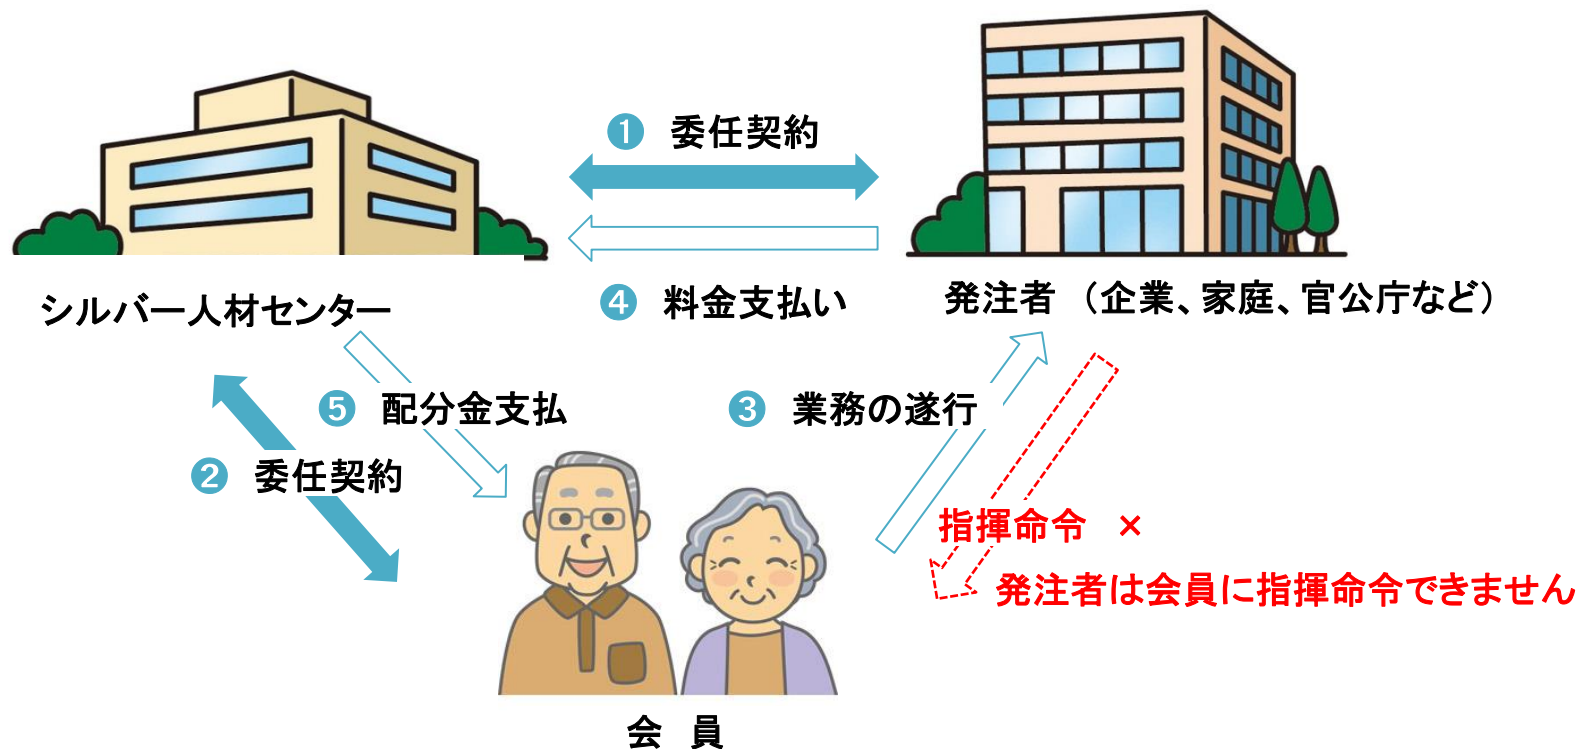 ❶ 委任契約
❹ 料金支払い
シルバー人材センター
発注者 （企業、家庭、官公庁など）
❺ 配分金支払
❸ 業務の遂行
❷ 委任契約
指揮命令 ×
発注者は会員に指揮命令できません
会 員